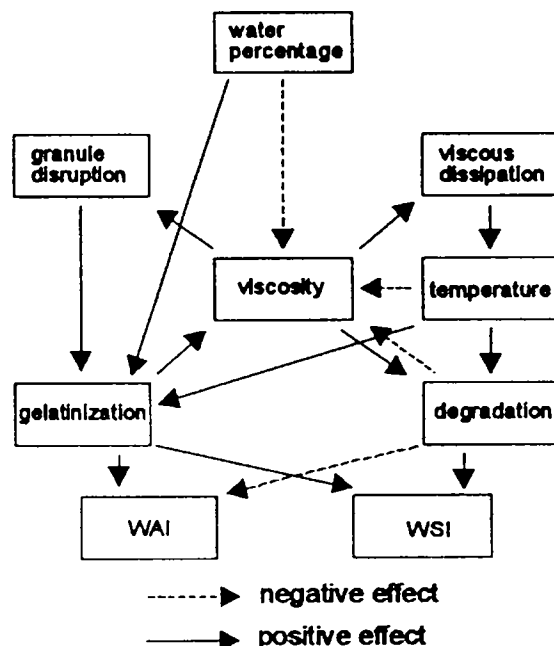 water
percentage
granule
disruption
viscous
dissipation
viscosity
temperature
gelatinization
degradation
WAI
WSI
negative effect
positive effect